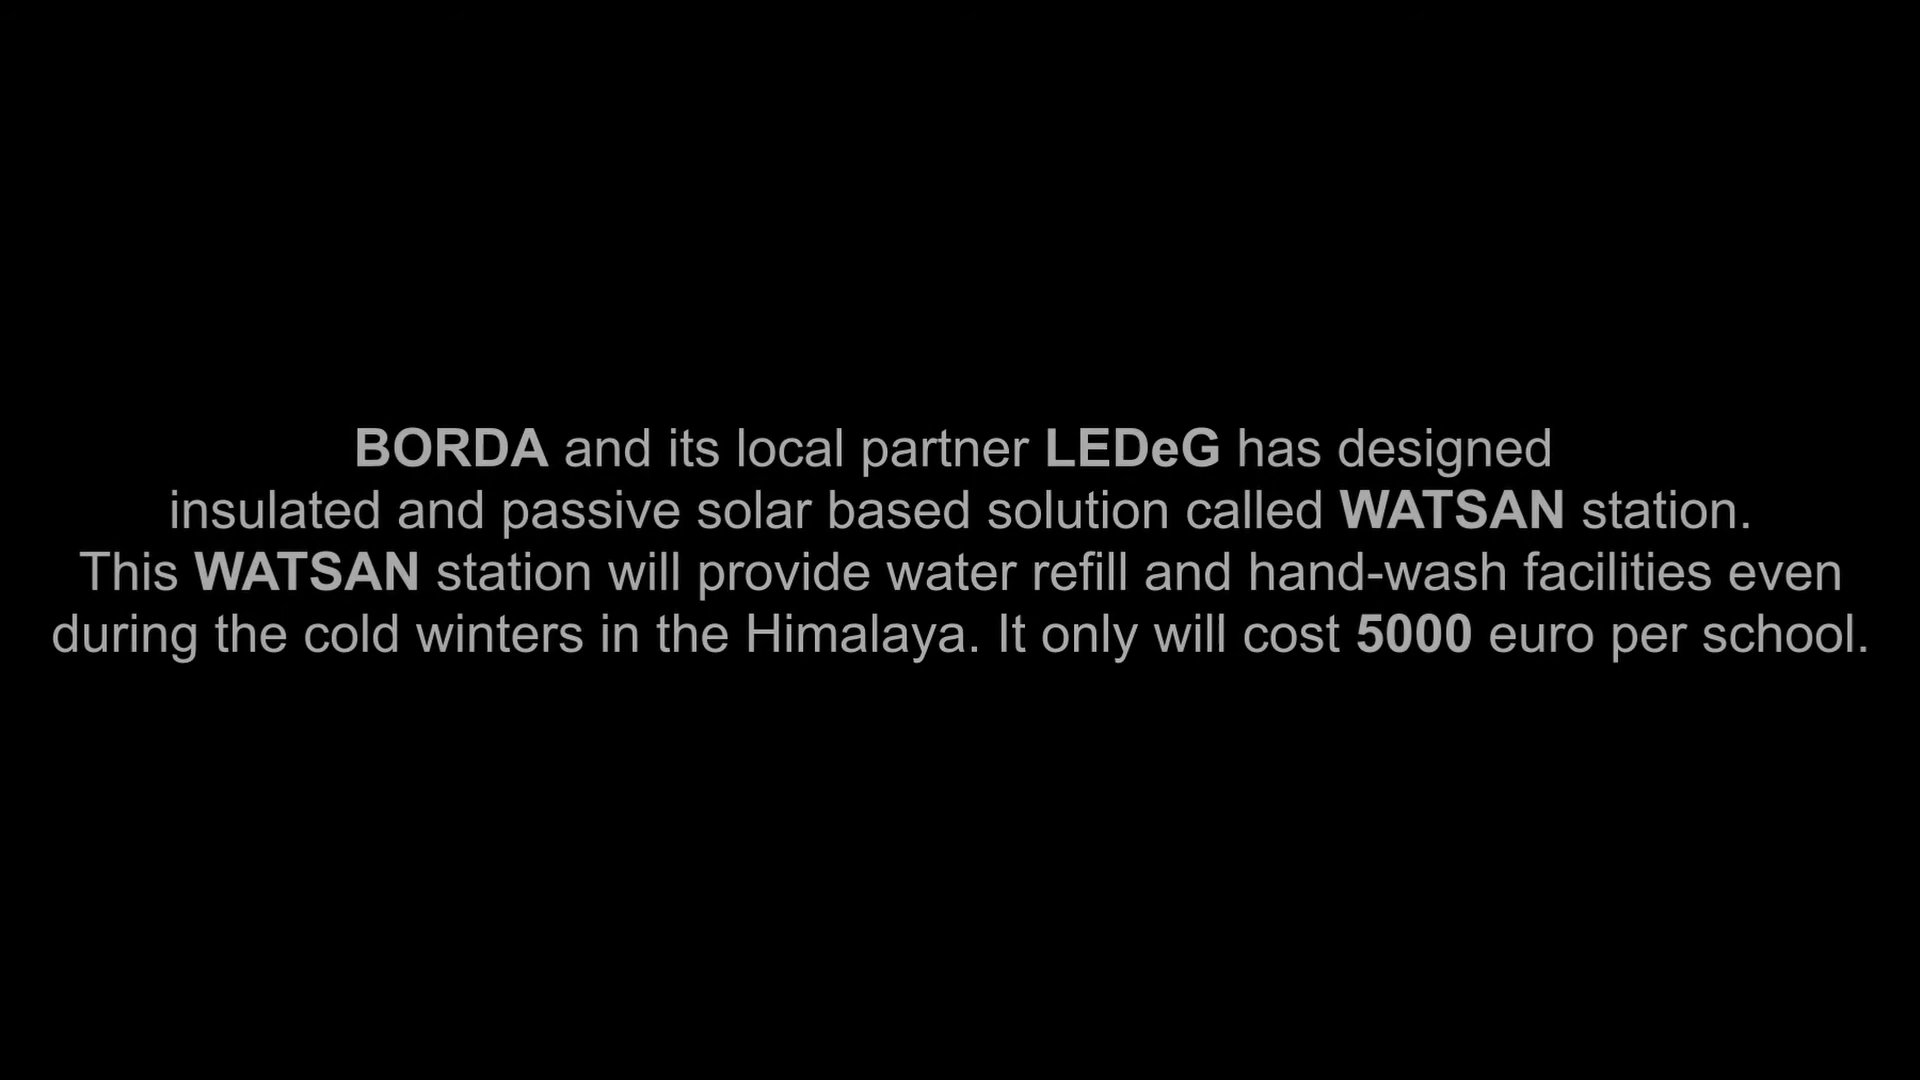 BORDA and its local partner LEDeG has designed
insulated and passive solar based solution called WATSAN station.
This WATSAN station will provide water refill and hand-wash facilities even
during the cold winters in the Himalaya. It only will cost 5000 euro per school.